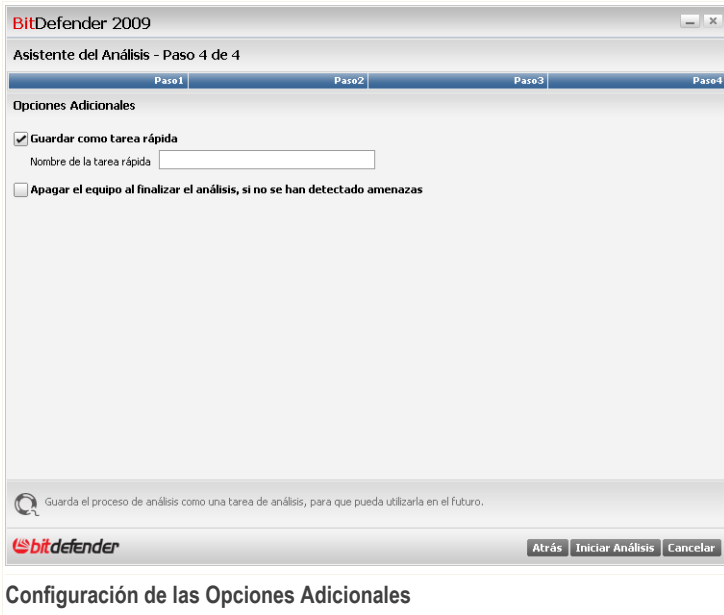 BitDefender 2009
Asistente del Análisis - Paso 4 de 4
Paso1 Paso2 Paso3 Paso4
Opciones Adicionales
Guardar como tarea rápida
Nombre de la tarea rápida
Apagar el equipo al finalizar el análisis, si no se han detectado amenazas
Guarda el proceso de análisis como una tarea de análisis, para que pueda utilizarla en el futuro.
bitdefender
Atrás Iniciar Análisis Cancelar
Configuración de las Opciones Adicionales